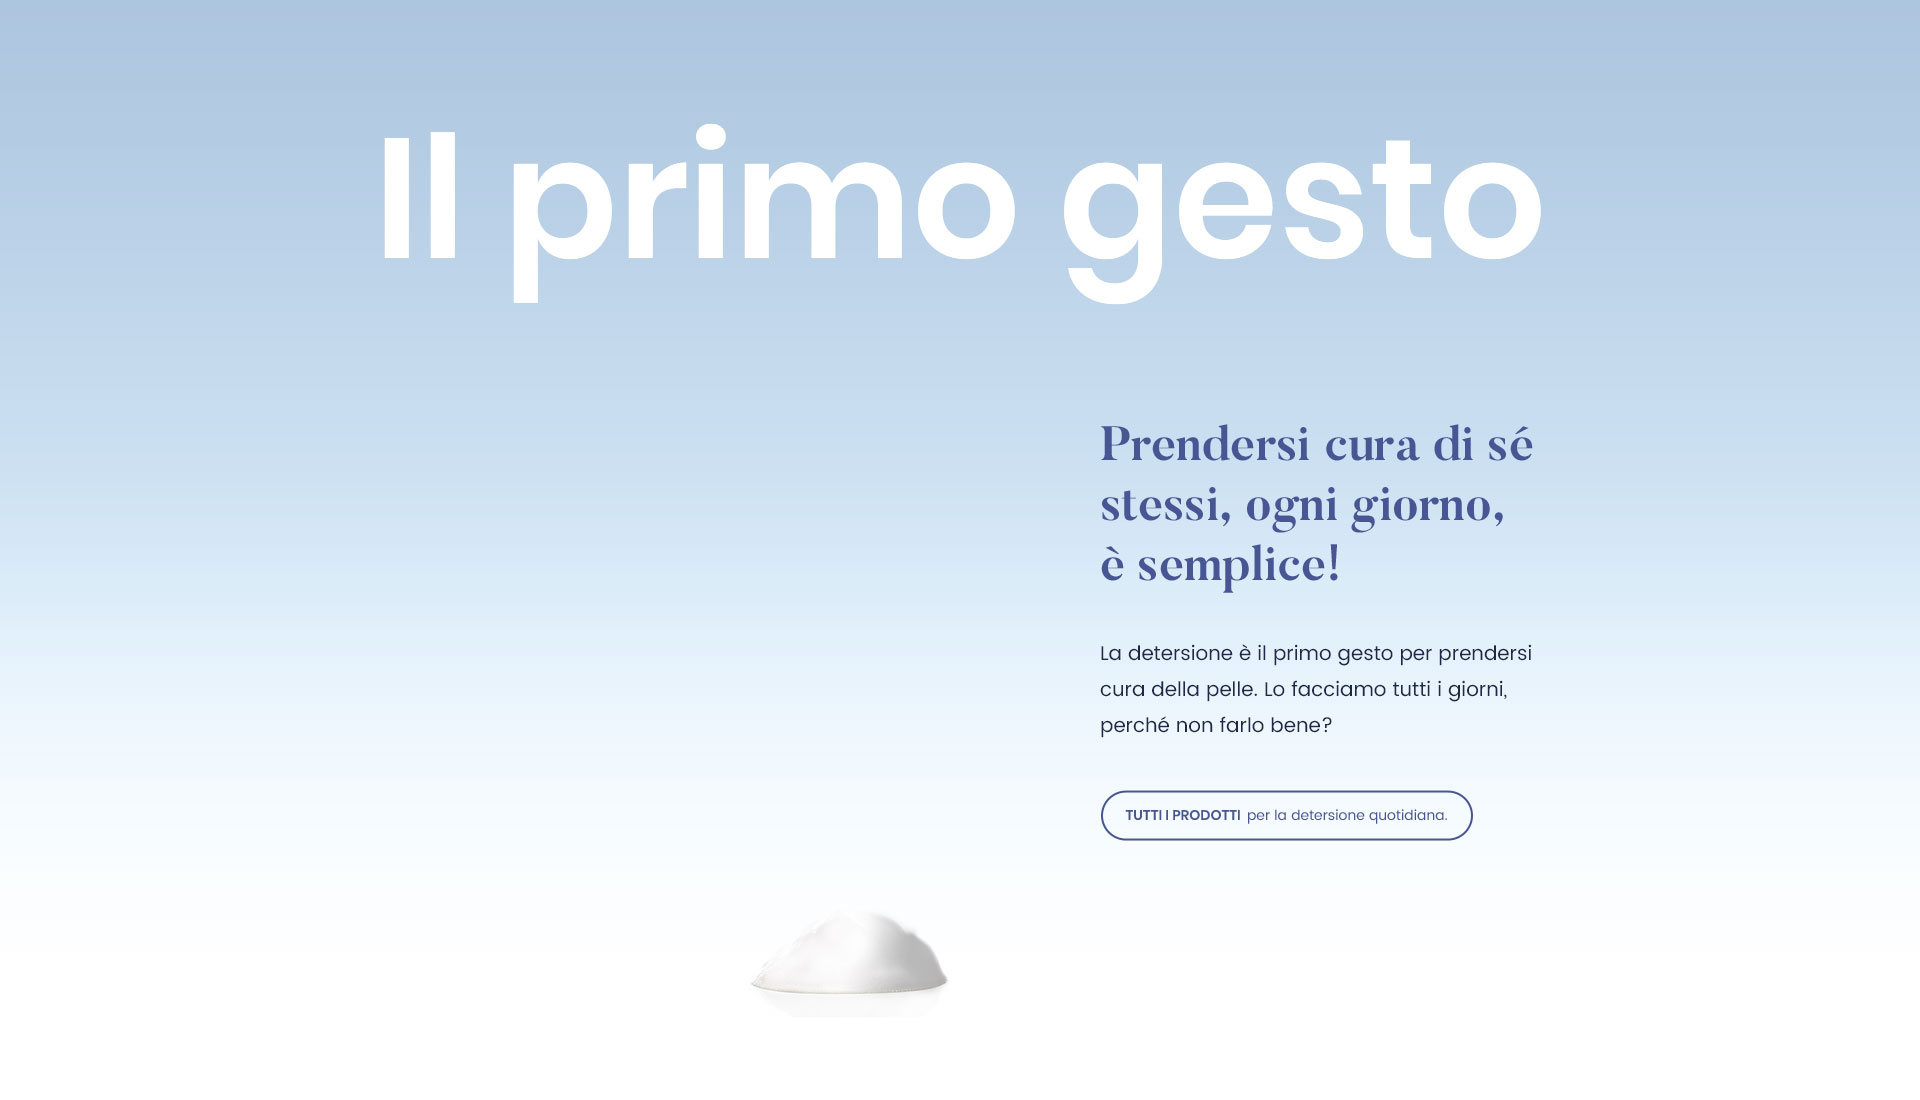 Il primo gesto
Prendersi cura di sé
stessi, ogni giorno,
è semplice!
La detersione è il primo gesto per prendersi
cura della pelle. Lo facciamo tutti i giorni,
perché non farlo bene?
TUTTI I PRODOTTI per la detersione quotidiana.